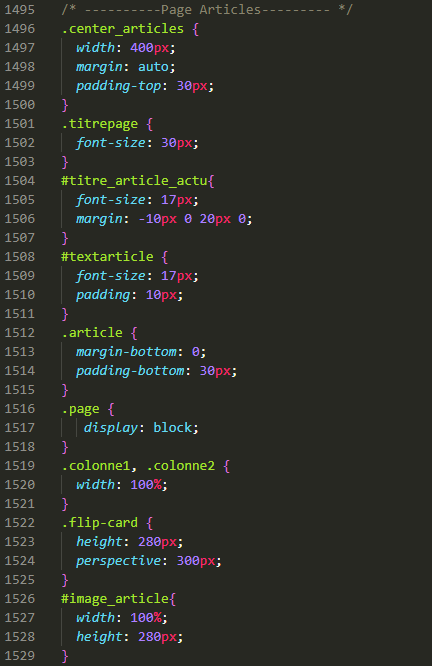 1495 /* ----------Page Articles--------- */
1496 .center_articles {
1497   width: 400px;
1498   margin: auto;
1499   padding-top: 30px;
1500 }
1501 .titrepage {
1502   font-size: 30px;
1503 }
1504 #titre_article_actu{
1505   font-size: 17px;
1506   margin: -10px 0 20px 0;
1507 }
1508 #textarticle {
1509   font-size: 17px;
1510   padding: 10px;
1511 }
1512 .article {
1513   margin-bottom: 0;
1514   padding-bottom: 30px;
1515 }
1516 .page {
1517    display: block;
1518 }
1519 .colonne1, .colonne2 {
1520   width: 100%;
1521 }
1522 .flip-card {
1523   height: 280px;
1524   perspective: 300px;
1525 }
1526 #image_article{
1527   width: 100%;
1528   height: 280px;
1529 }